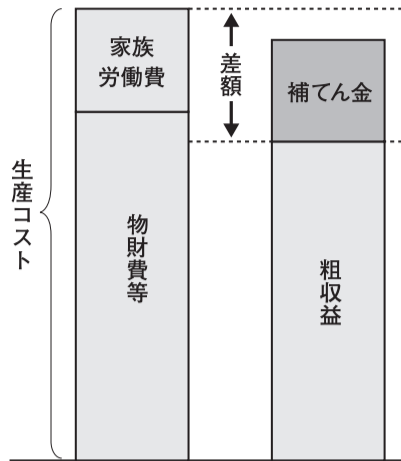 家族
労働費
差額
補てん金
生産コスト
物財費等
粗収益